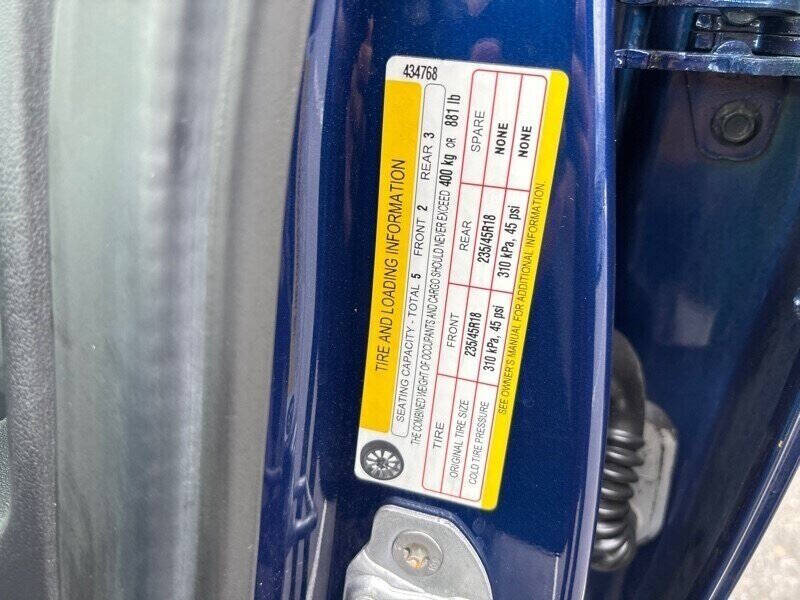 434768
TIRE AND LOADING INFORMATION
SEATING CAPACITY - TOTAL 5 FRONT 2 REAR 3
THE COMBINED WEIGHT OF OCCUPANTS AND CARGO SHOULD NEVER EXCEED 400 kg OR 881 lb
TIRE FRONT REAR SPARE
ORIGINAL TIRE SIZE 235/45R18 235/45R18 NONE
COLD TIRE PRESSURE 310 kPa, 45 psi 310 kPa, 45 psi NONE
SEE OWNER'S MANUAL FOR ADDITIONAL INFORMATION